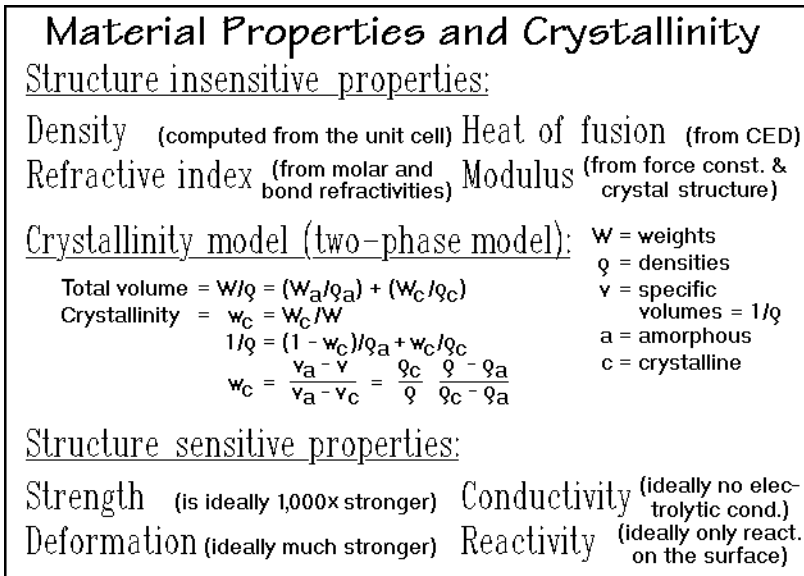 Material Properties and Crystallinity
Structure insensitive properties:
Density (computed from the unit cell) Heat of fusion (from CED)
Refractive index (from molar and bond refractivities) Modulus (from force const. & crystal structure)
Crystallinity model (two-phase model):
W = weights
ρ = densities
v = specific
volumes = 1/ρ
a = amorphous
c = crystalline
Total volume = W/ρ = (Wa/ρa) + (Wc/ρc)
Crystallinity = wc = Wc/W
1/ρ = (1 - wc)/ρa + wc/ρc
wc = (va - v)/(va - vc) = (ρc/ρ) (ρ - ρa)/(ρc - ρa)
Structure sensitive properties:
Strength (is ideally 1,000x stronger) Conductivity (ideally no elec-trolytic cond.)
Deformation (ideally much stronger) Reactivity (ideally only react. on the surface)